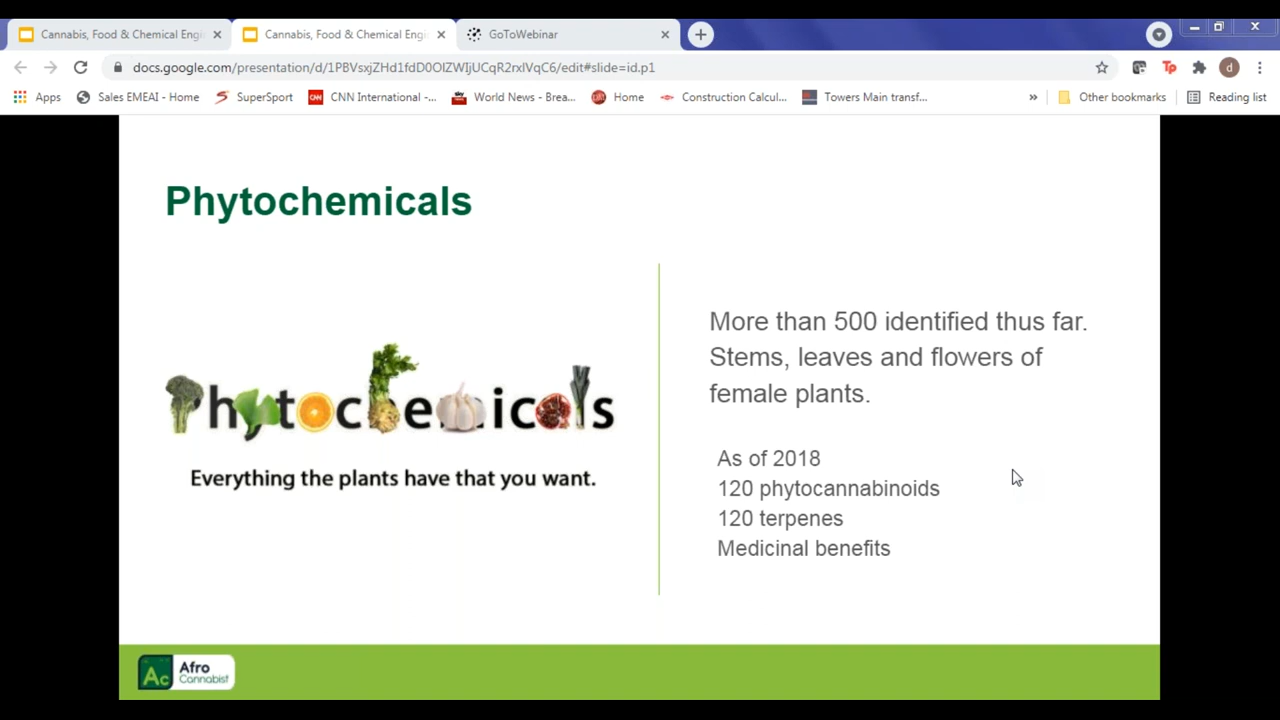 Cannabis, Food & Chemical Engi
Cannabis, Food & Chemical Engi
GoToWebinar
docs.google.com/presentation/d/1PBVsxjZHd1fdD0OlZWIjUCqR2rxlVqC6/edit#slide=id.p1
Tp
d
Apps
Sales EMEAI - Home
SuperSport
CNN International -...
World News - Brea...
Home
Construction Calcul...
Towers Main transf...
»
Other bookmarks
Reading list
Phytochemicals
Phytochemicals
Everything the plants have that you want.
More than 500 identified thus far.
Stems, leaves and flowers of
female plants.
As of 2018
120 phytocannabinoids
120 terpenes
Medicinal benefits
Ac
Afro
Cannabist